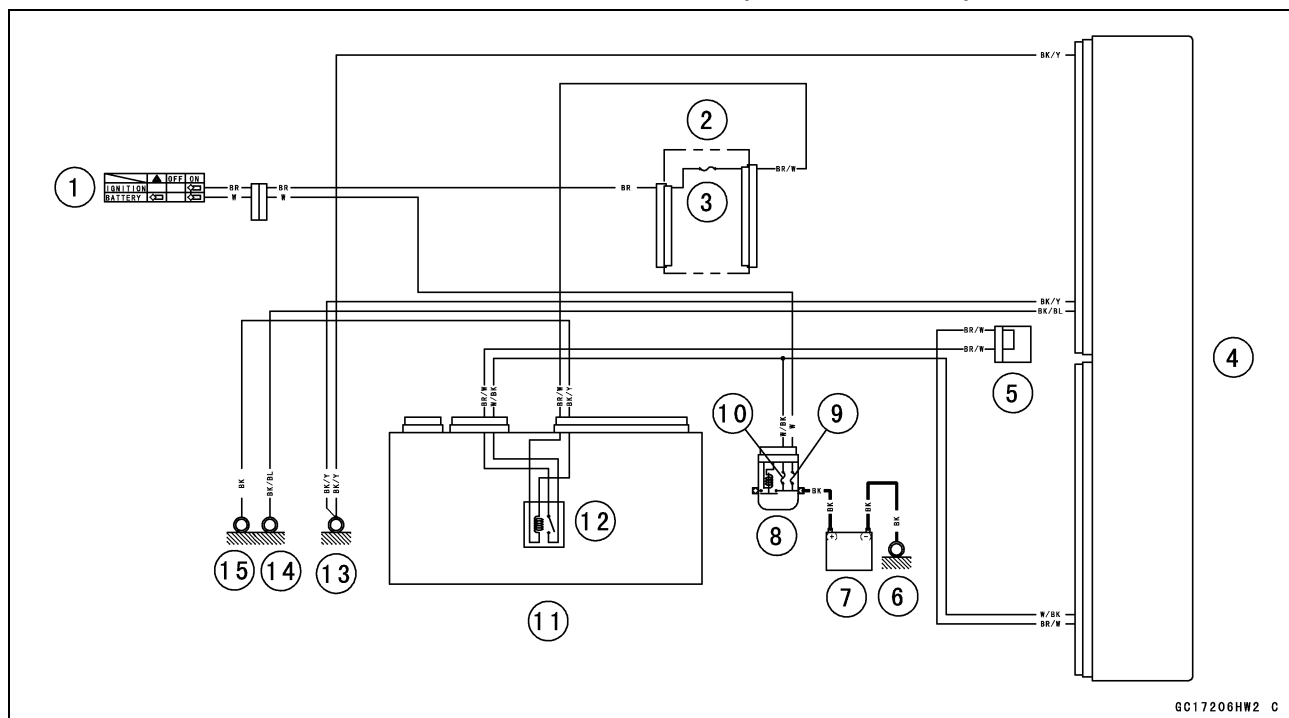 BK/Y
2
OFF ON
IGNITION
BATTERY
1
BR
W
BR
W
BR
BR/W
3
BK/Y
BK/BL
4
BR/W
BR/W
5
BR/W
W/BK
BR/W
BK/Y
10
9
W/BK
W
BK
BK/BL
BK/Y
BK/Y
12
BK
BK
BK
BK
(+)
(-)
8
15
14
13
7
6
11
W/BK
BR/W
GC17206HW2 C